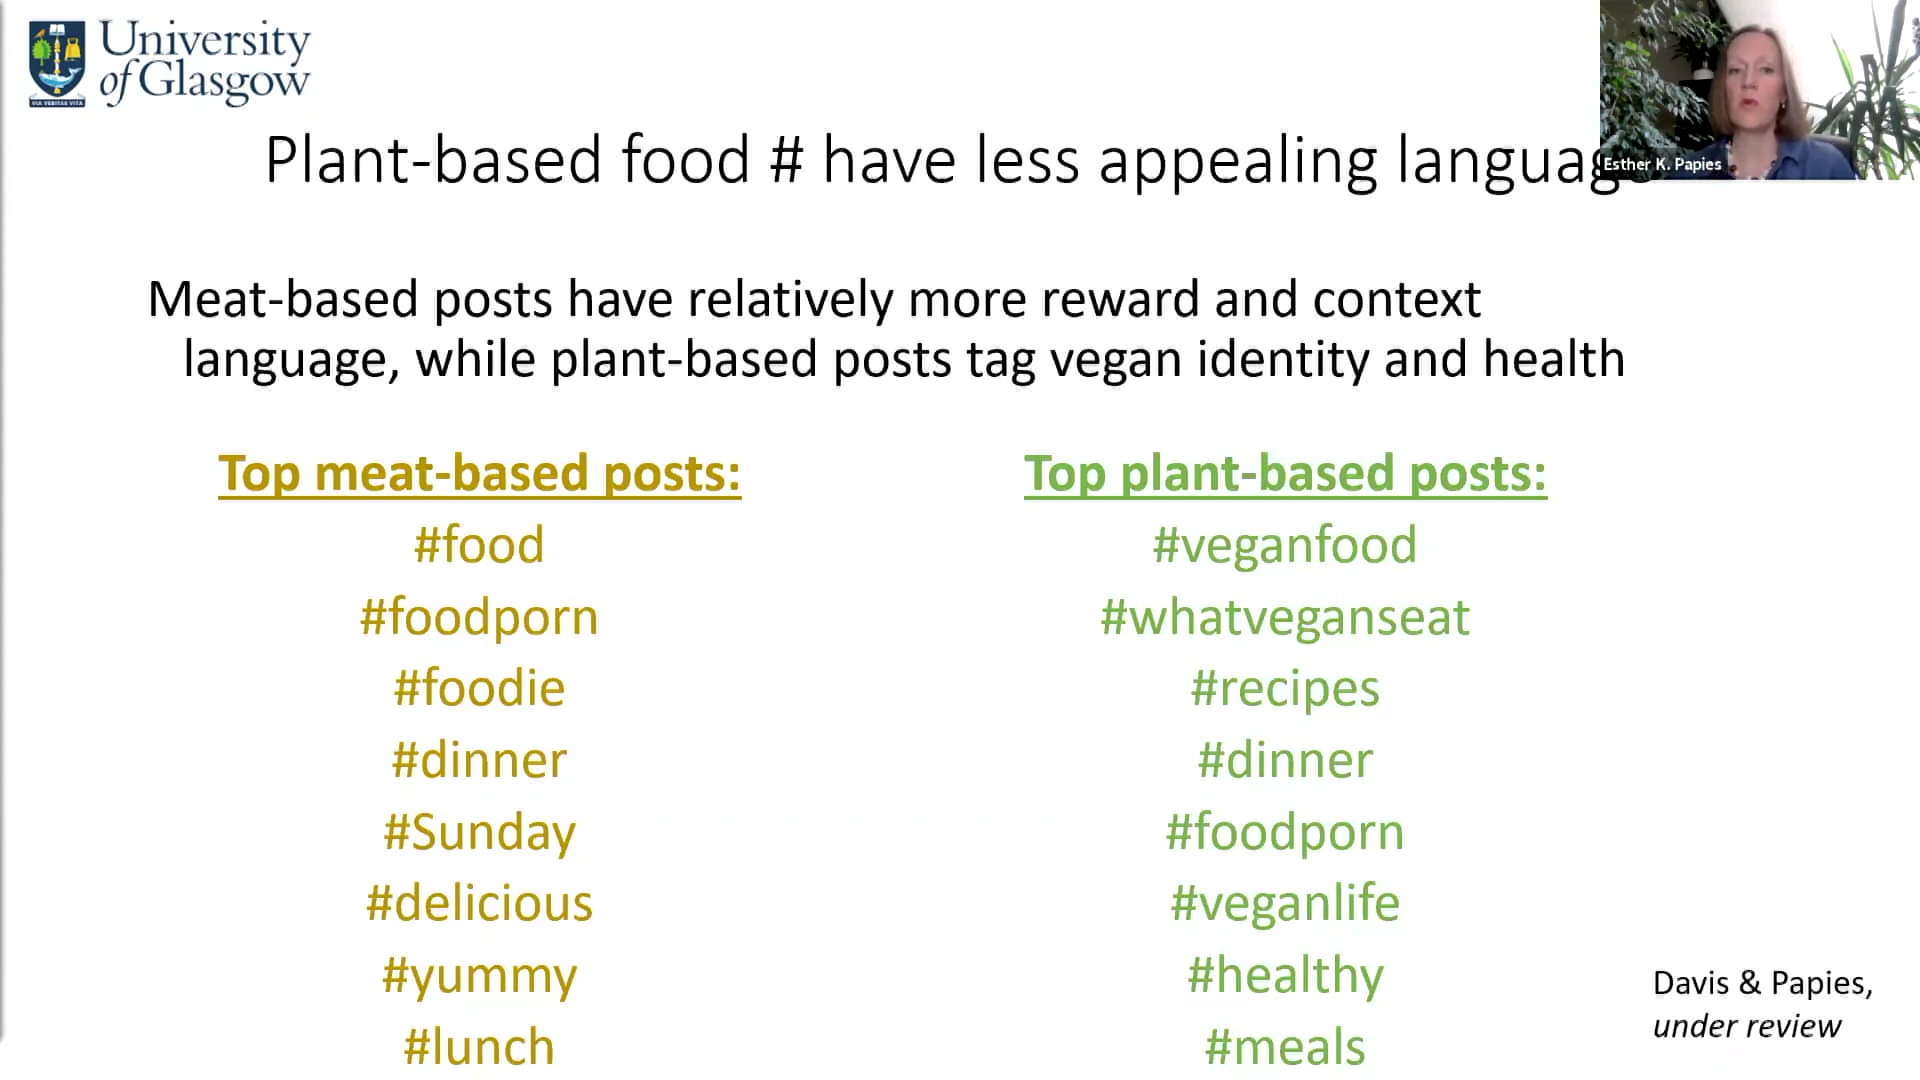 University
of Glasgow
VIA VERITAS VITA
Plant-based food # have less appealing language
Esther K. Papies
Meat-based posts have relatively more reward and context
language, while plant-based posts tag vegan identity and health
Top meat-based posts:
#food
#foodporn
#foodie
#dinner
#Sunday
#delicious
#yummy
#lunch
Top plant-based posts:
#veganfood
#whatveganseat
#recipes
#dinner
#foodporn
#veganlife
#healthy
#meals
Davis & Papies,
under review